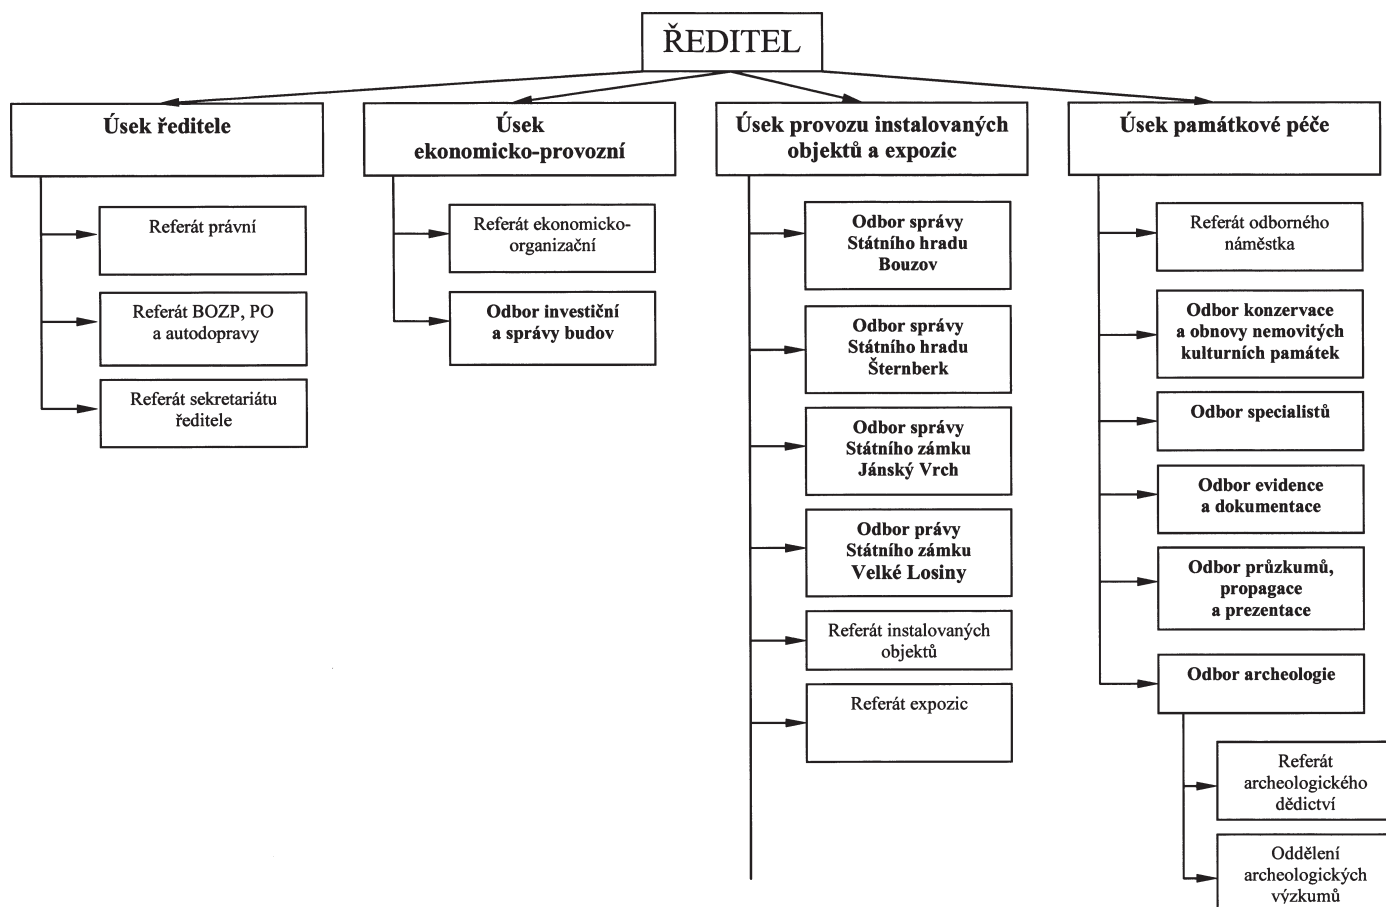 ŘEDITEL
Úsek ředitele
Referát právní
Referát BOZP, PO
a autodopravy
Referát sekretariátu
ředitele
Úsek
ekonomicko-provozní
Referát ekonomicko-
organizační
Odbor investiční
a správy budov
Úsek provozu instalovaných
objektů a expozic
Odbor správy
Státního hradu
Bouzov
Odbor správy
Státního hradu
Šternberk
Odbor správy
Státního zámku
Jánský Vrch
Odbor právy
Státního zámku
Velké Losiny
Referát instalovaných
objektů
Referát expozic
Úsek památkové péče
Referát odborného
náměstka
Odbor konzervace
a obnovy nemovitých
kulturních památek
Odbor specialistů
Odbor evidence
a dokumentace
Odbor průzkumů,
propagace
a prezentace
Odbor archeologie
Referát
archeologického
dědictví
Oddělení
archeologických
výzkumů